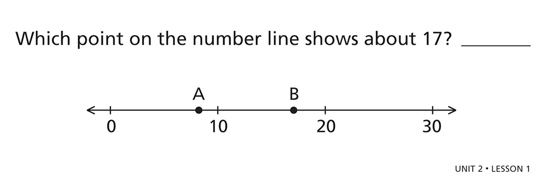 Which point on the number line shows about 17? ________
A B
0 10 20 30
UNIT 2 • LESSON 1